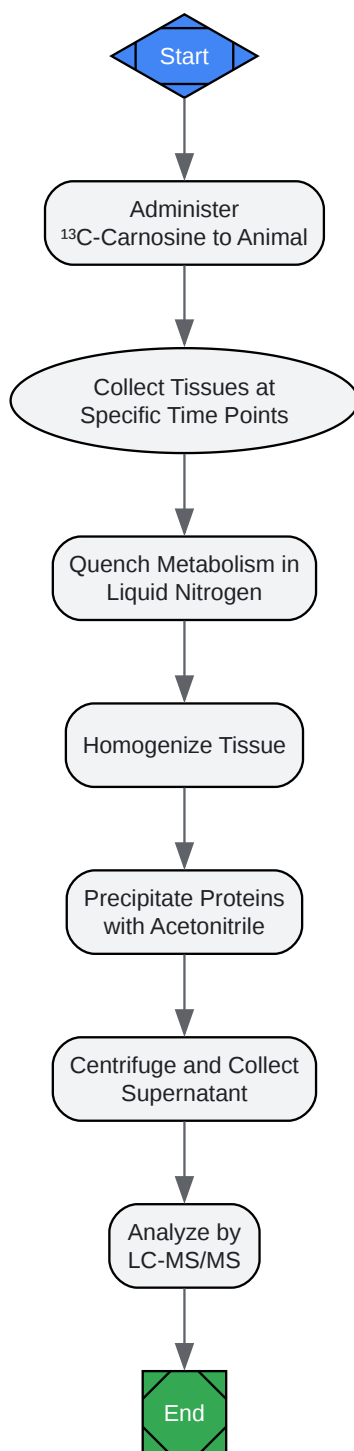 Start
Administer
¹³C-Carnosine to Animal
Collect Tissues at
Specific Time Points
Quench Metabolism in
Liquid Nitrogen
Homogenize Tissue
Precipitate Proteins
with Acetonitrile
Centrifuge and Collect
Supernatant
Analyze by
LC-MS/MS
End